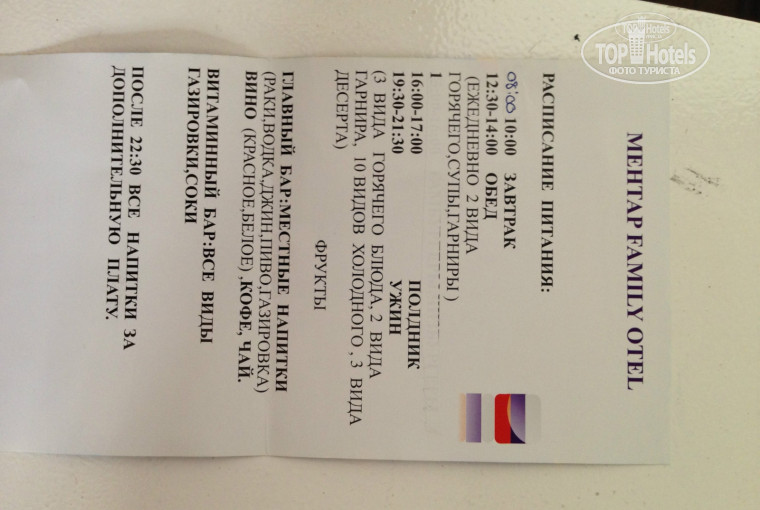 МЕНТАР FAMILY OTEL
РАСПИСАНИЕ ПИТАНИЯ:
08:00 10:00 ЗАВТРАК
12:30-14:00 ОБЕД
(ЕЖЕДНЕВНО 2 ВИДА
ГОРЯЧЕГО,СУПЫ,ГАРНИРЫ )
1
16:00-17:00 ПОЛДНИК
19:30-21:30 УЖИН
(3 ВИДА ГОРЯЧЕГО БЛЮДА, 2 ВИДА
ГАРНИРА, 10 ВИДОВ ХОЛОДНОГО , 3 ВИДА
ДЕСЕРТА)
ФРУКТЫ
ГЛАВНЫЙ БАР:МЕСТНЫЕ НАПИТКИ
(РАКИ,ВОДКА,ДЖИН,ПИВО,ГАЗИРОВКА)
ВИНО (КРАСНОЕ,БЕЛОЕ) ,КОФЕ, ЧАЙ.
ВИТАМИННЫЙ БАР:ВСЕ ВИДЫ
ГАЗИРОВКИ,СОКИ
ПОСЛЕ 22:30 ВСЕ НАПИТКИ ЗА
ДОПОЛНИТЕЛЬНУЮ ПЛАТУ.
TOP Hotels
ФОТО ТУРИСТА